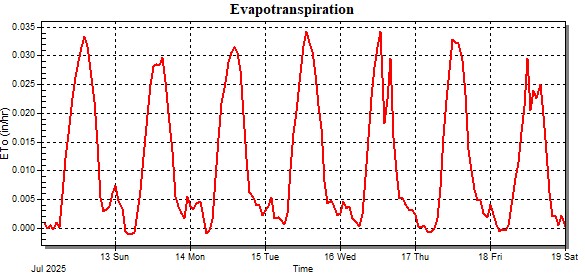 Evapotranspiration
0.035
0.030
0.025
0.020
0.015
0.010
0.005
0.000
ETo (in/hr)
13 Sun 14 Mon 15 Tue 16 Wed 17 Thu 18 Fri 19 Sat
Jul 2025 Time